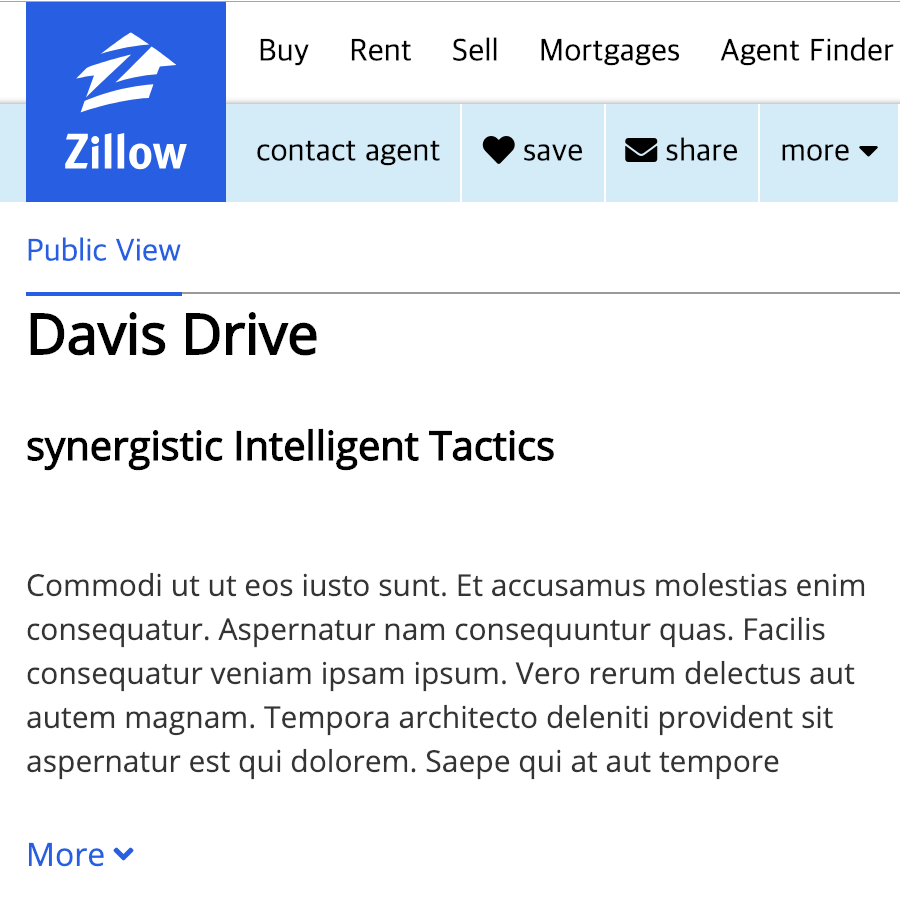 Buy Rent Sell Mortgages Agent Finder
Zillow
contact agent save share more
Public View
Davis Drive
synergistic Intelligent Tactics
Commodi ut ut eos iusto sunt. Et accusamus molestias enim
consequatur. Aspernatur nam consequuntur quas. Facilis
consequatur veniam ipsam ipsum. Vero rerum delectus aut
autem magnam. Tempora architecto deleniti provident sit
aspernatur est qui dolorem. Saepe qui at aut tempore
More